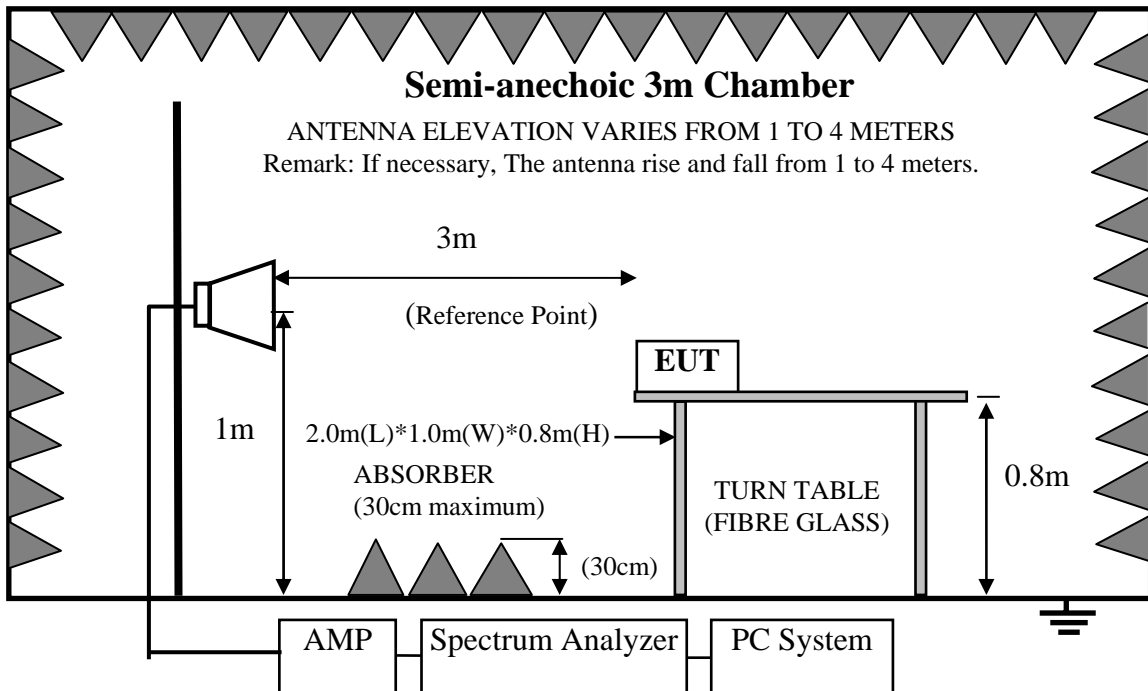 Semi-anechoic 3m Chamber
ANTENNA ELEVATION VARIES FROM 1 TO 4 METERS
Remark: If necessary, The antenna rise and fall from 1 to 4 meters.
3m
(Reference Point)
EUT
1m
2.0m(L)*1.0m(W)*0.8m(H)
ABSORBER
(30cm maximum)
(30cm)
TURN TABLE
(FIBRE GLASS)
0.8m
AMP
Spectrum Analyzer
PC System